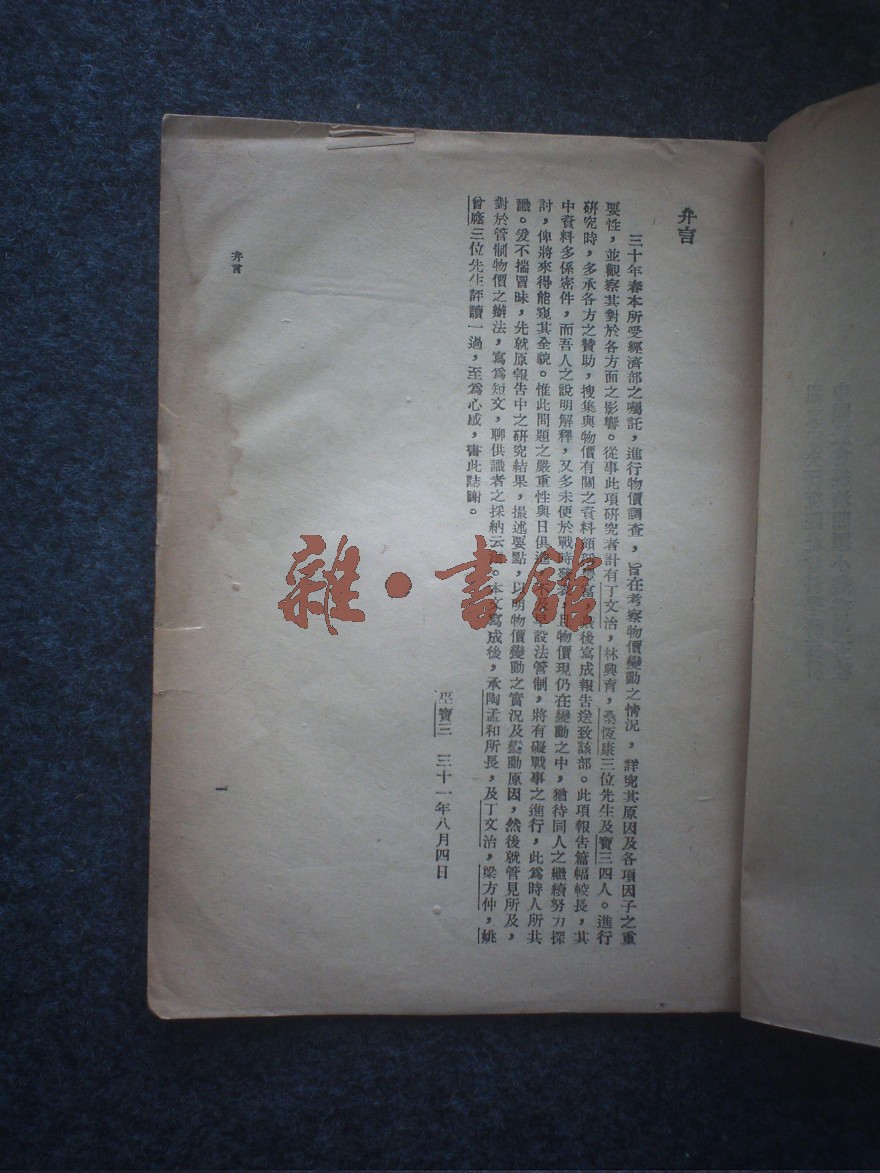 弁言
三十年春本所受經濟部之囑託，進行物價調查，旨在考察物價變動之情況，詳究其原因及各項因子之重
要性，並觀察其對於各方面之影響。從事此項研究者計有丁文治，林興育，桑恆康三位先生及寶三四人。進行
研究時，多承各方之贊助，搜集與物價有關之資料頗後寫成報告送致該部。此項報告篇幅較長，其
中資料多係密件，而吾人之說明解釋，又多未便於戰時物價現仍在變動之中，猶待同人之繼續努力探
討，俾將來得能窺其全貌。惟此問題之嚴重性與日俱設法管制，將有礙戰事之進行，此為時人所共
識。爰不揣冒昧，先就原報告中之研究結果，撮述要點，以明物價變動之實況及變動原因，然後就管見所及，
對於管制物價之辦法，寫為短文，聊供識者之採納云爾。本文寫成後，承陶孟和所長，及丁文治，梁方仲，姚
曾廕三位先生評讀一過，至為心感，書此誌謝。
巫寶三 三十一年八月四日
弁言
一
雜·書館